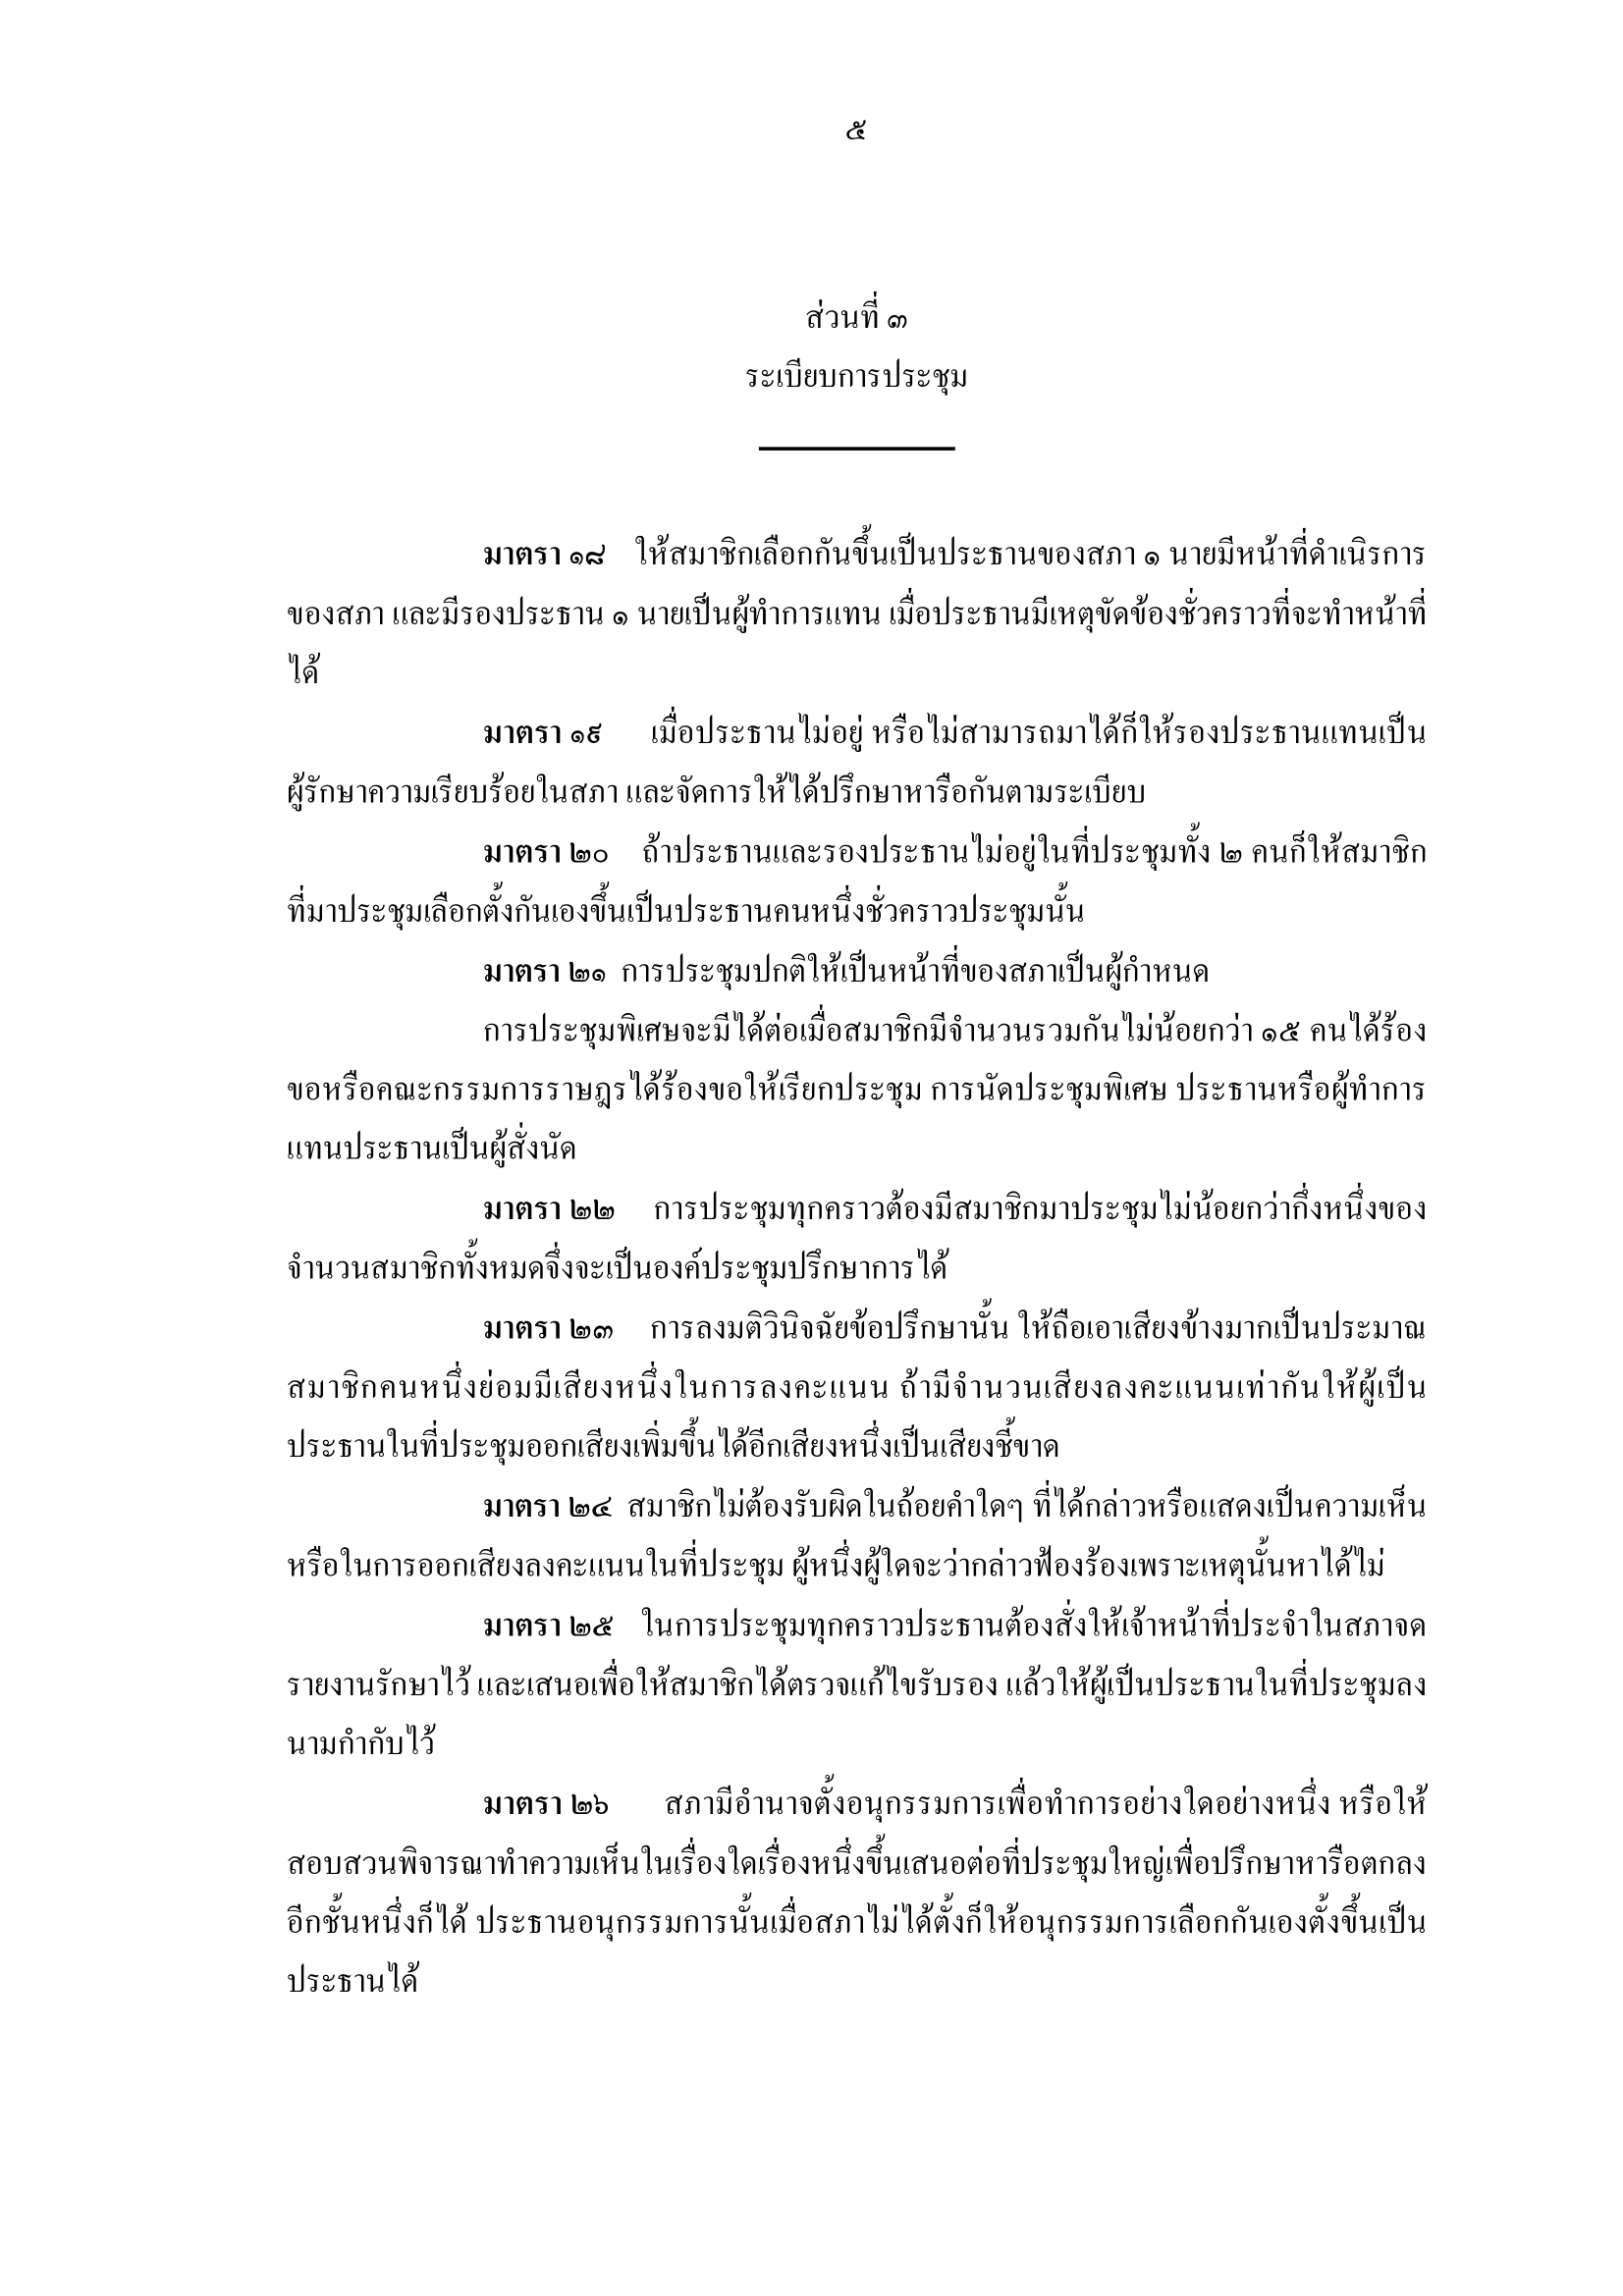 ๕
ส่วนที่ ๓
ระเบียบการประชุม
มาตรา ๑๘ ให้สมาชิกเลือกกันขึ้นเป็นประธานของสภา ๑ นายมีหน้าที่ดำเนิรการ
ของสภา และมีรองประธาน ๑ นายเป็นผู้ทำการแทน เมื่อประธานมีเหตุขัดข้องชั่วคราวที่จะทำหน้าที่
ได้
มาตรา ๑๙ เมื่อประธานไม่อยู่ หรือไม่สามารถมาได้ก็ให้รองประธานแทนเป็น
ผู้รักษาความเรียบร้อยในสภา และจัดการให้ได้ปรึกษาหารือกันตามระเบียบ
มาตรา ๒๐ ถ้าประธานและรองประธานไม่อยู่ในที่ประชุมทั้ง ๒ คนก็ให้สมาชิก
ที่มาประชุมเลือกตั้งกันเองขึ้นเป็นประธานคนหนึ่งชั่วคราวประชุมนั้น
มาตรา ๒๑ การประชุมปกติให้เป็นหน้าที่ของสภาเป็นผู้กำหนด
การประชุมพิเศษจะมีได้ต่อเมื่อสมาชิกมีจำนวนรวมกันไม่น้อยกว่า ๑๕ คนได้ร้อง
ขอหรือคณะกรรมการราษฎรได้ร้องขอให้เรียกประชุม การนัดประชุมพิเศษ ประธานหรือผู้ทำการ
แทนประธานเป็นผู้สั่งนัด
มาตรา ๒๒ การประชุมทุกคราวต้องมีสมาชิกมาประชุมไม่น้อยกว่ากึ่งหนึ่งของ
จำนวนสมาชิกทั้งหมดจึ่งจะเป็นองค์ประชุมปรึกษาการได้
มาตรา ๒๓ การลงมติวินิจฉัยข้อปรึกษานั้น ให้ถือเอาเสียงข้างมากเป็นประมาณ
สมาชิกคนหนึ่งย่อมมีเสียงหนึ่งในการลงคะแนน ถ้ามีจำนวนเสียงลงคะแนนเท่ากันให้ผู้เป็น
ประธานในที่ประชุมออกเสียงเพิ่มขึ้นได้อีกเสียงหนึ่งเป็นเสียงชี้ขาด
มาตรา ๒๔ สมาชิกไม่ต้องรับผิดในถ้อยคำใดๆ ที่ได้กล่าวหรือแสดงเป็นความเห็น
หรือในการออกเสียงลงคะแนนในที่ประชุม ผู้หนึ่งผู้ใดจะว่ากล่าวฟ้องร้องเพราะเหตุนั้นหาได้ไม่
มาตรา ๒๕ ในการประชุมทุกคราวประธานต้องสั่งให้เจ้าหน้าที่ประจำในสภาจด
รายงานรักษาไว้ และเสนอเพื่อให้สมาชิกได้ตรวจแก้ไขรับรอง แล้วให้ผู้เป็นประธานในที่ประชุมลง
นามกำกับไว้
มาตรา ๒๖ สภามีอำนาจตั้งอนุกรรมการเพื่อทำการอย่างใดอย่างหนึ่ง หรือให้
สอบสวนพิจารณาทำความเห็นในเรื่องใดเรื่องหนึ่งขึ้นเสนอต่อที่ประชุมใหญ่เพื่อปรึกษาหารือตกลง
อีกชั้นหนึ่งก็ได้ ประธานอนุกรรมการนั้นเมื่อสภาไม่ได้ตั้งก็ให้อนุกรรมการเลือกกันเองตั้งขึ้นเป็น
ประธานได้